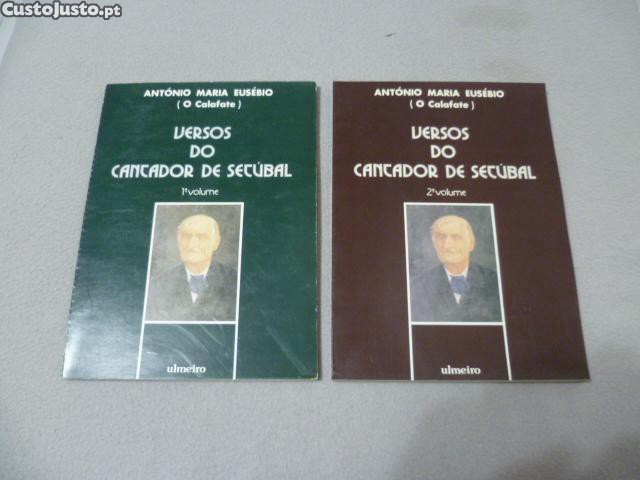 CustoJusto.pt
ANTÓNIO MARIA EUSÉBIO
( O Calafate )
VERSOS
DO
CANTADOR DE SETÚBAL
1º volume
ulmeiro
ANTÓNIO MARIA EUSÉBIO
( O Calafate )
VERSOS
DO
CANTADOR DE SETÚBAL
2º volume
ulmeiro